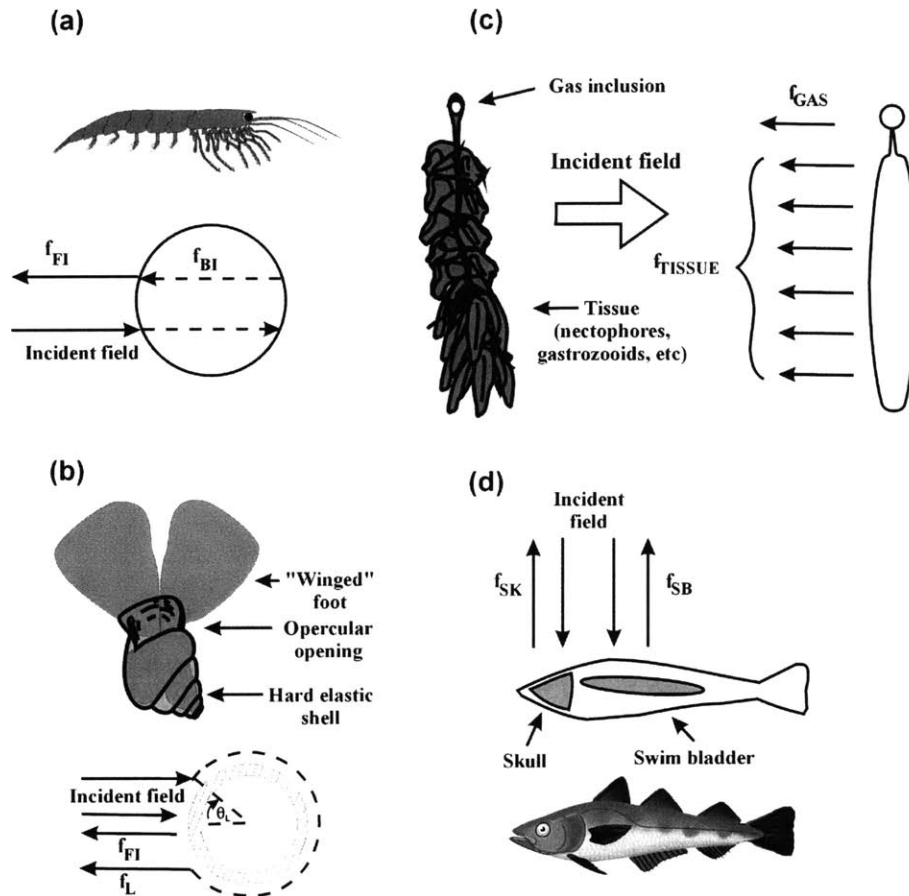 (a)
f_FI
f_BI
Incident field
(b)
"Winged"
foot
Opercular
opening
Hard elastic
shell
Incident field
θ_L
f_FI
f_L
(c)
Gas inclusion
Incident field
Tissue
(nectophores,
gastrozooids, etc)
f_GAS
f_TISSUE
(d)
Incident
field
f_SK
f_SB
Skull
Swim bladder